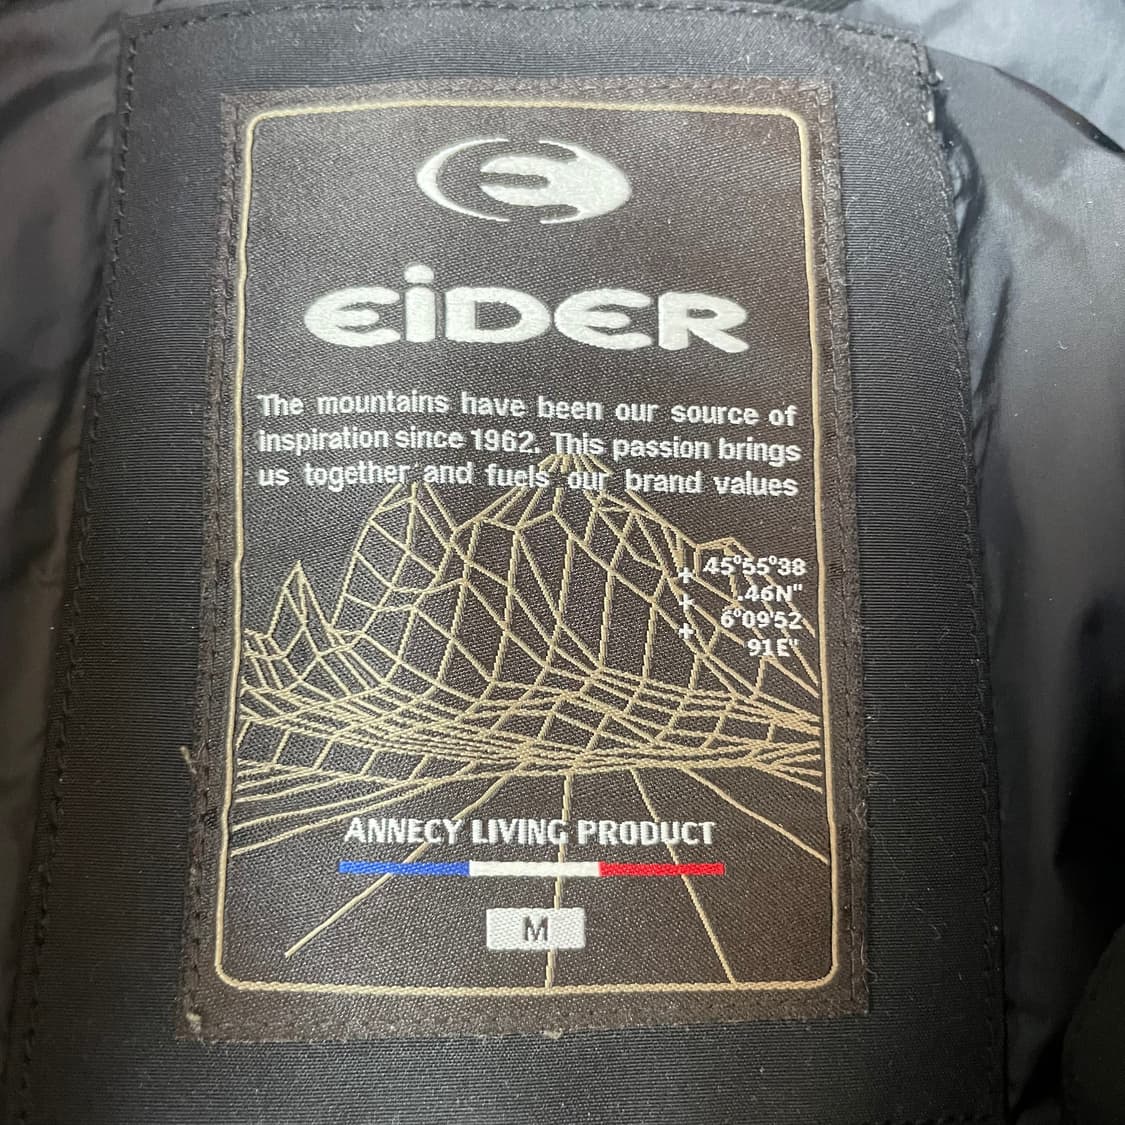 EiDER
The mountains have been our source of
inspiration since 1962. This passion brings
us together and fuels our brand values
45°55°38
.46N"
6°09'52
91E"
ANNECY LIVING PRODUCT
M